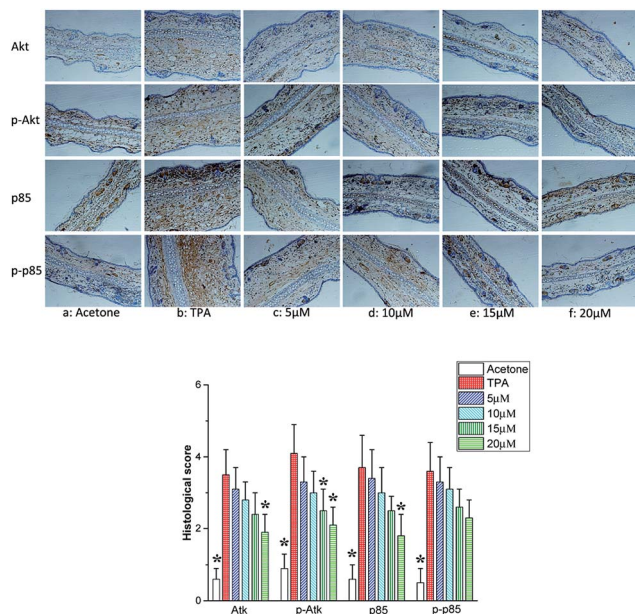 Akt
p-Akt
p85
p-p85
a: Acetone b: TPA c: 5μM d: 10μM e: 15μM f: 20μM
Acetone
TPA
5μM
10μM
15μM
20μM
Histological score
6
4
2
0
* * * * * * * *
Atk p-Atk p85 p-p85